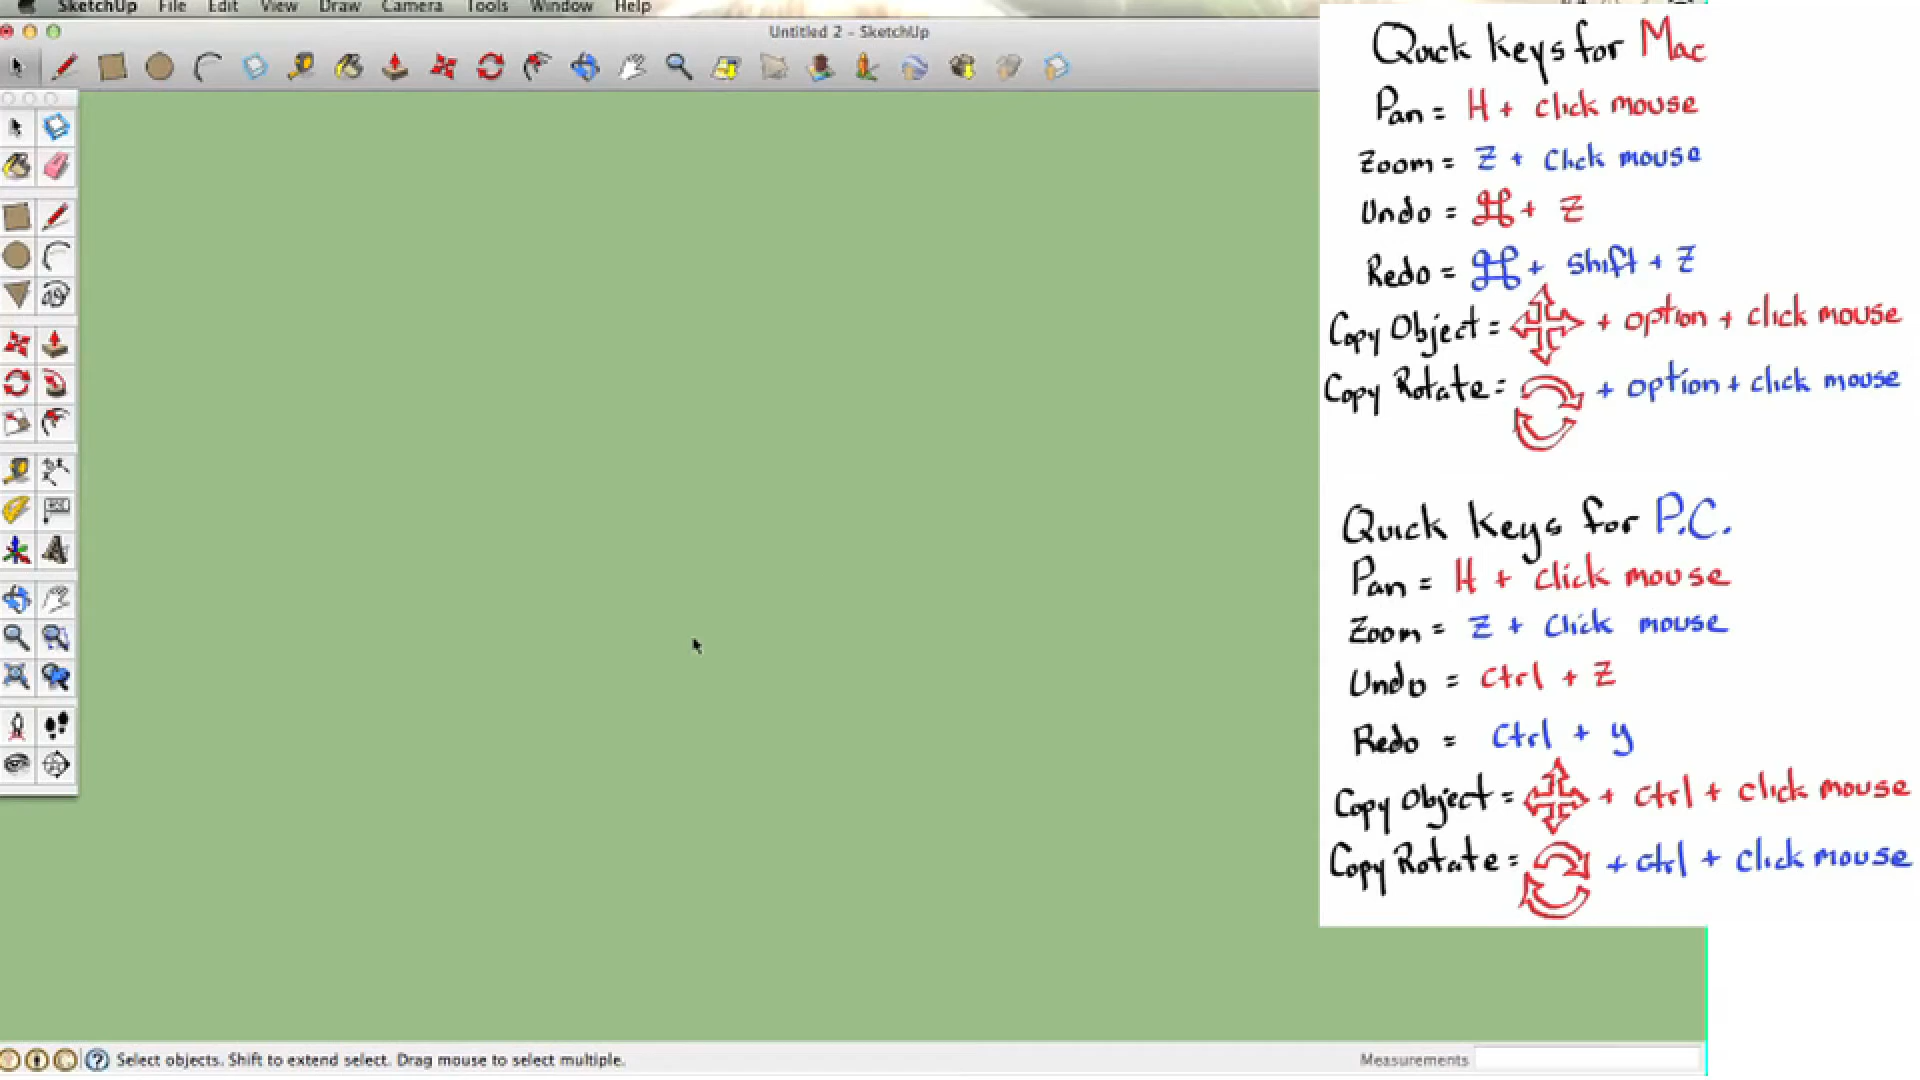 SketchUp File Edit View Draw Camera Tools Window Help
Untitled 2 - SketchUp
Quick keys for Mac
Pan = H + click mouse
Zoom = Z + Click mouse
Undo = ⌘ + Z
Redo = ⌘ + Shift + Z
Copy Object = + option + click mouse
Copy Rotate = + option + click mouse
Quick keys for P.C.
Pan = H + click mouse
Zoom = Z + Click mouse
Undo = Ctrl + Z
Redo = Ctrl + y
Copy Object = + Ctrl + click mouse
Copy Rotate = + Ctrl + click mouse
Select objects. Shift to extend select. Drag mouse to select multiple.
Measurements